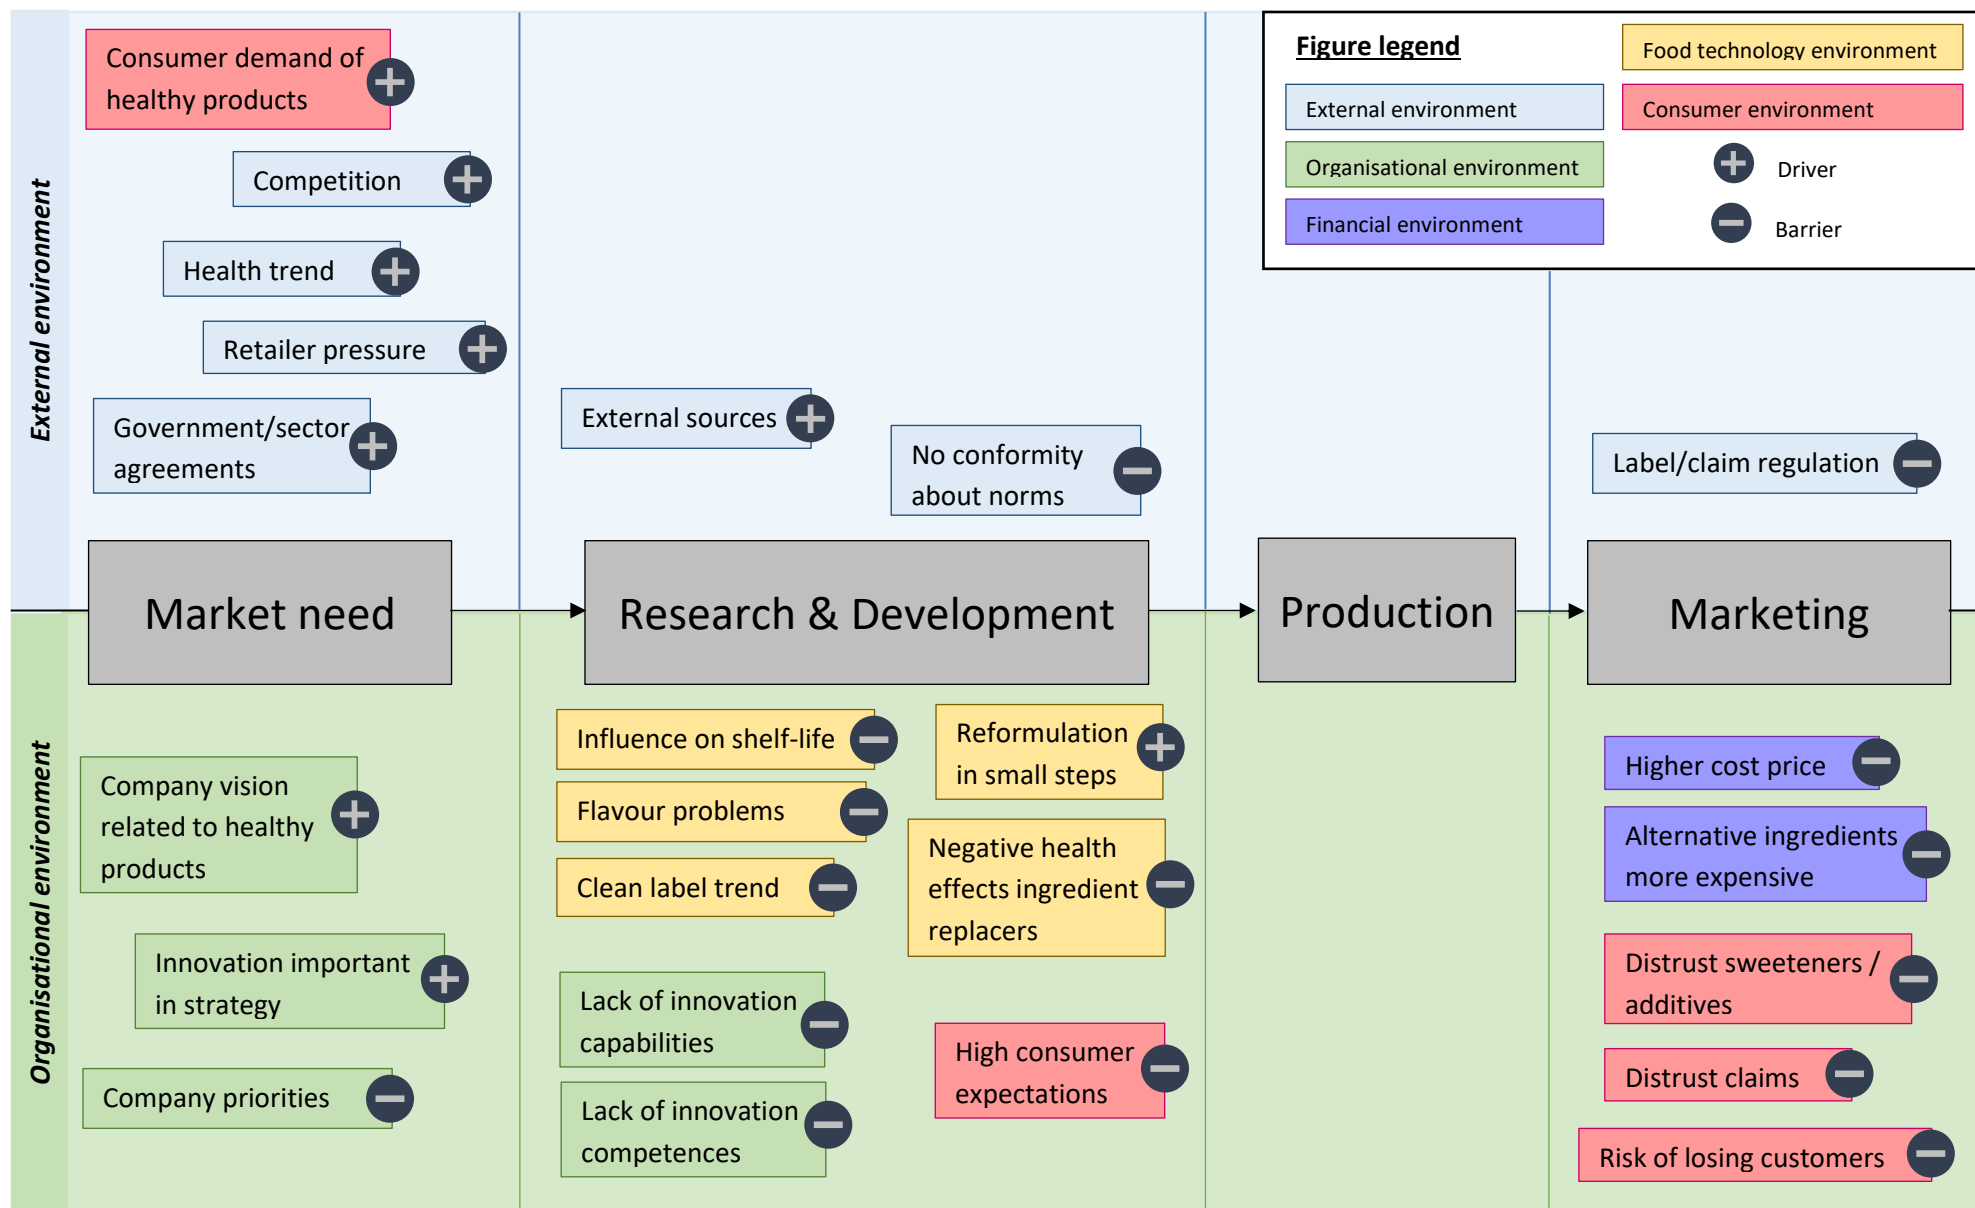 External environment
Consumer demand of
healthy products
Competition
Health trend
Retailer pressure
Government/sector
agreements
External sources
No conformity
about norms
Figure legend
External environment
Organisational environment
Financial environment
Food technology environment
Consumer environment
Driver
Barrier
Label/claim regulation
Market need
Research & Development
Production
Marketing
Organisational environment
Company vision
related to healthy
products
Innovation important
in strategy
Company priorities
Influence on shelf-life
Flavour problems
Clean label trend
Reformulation
in small steps
Negative health
effects ingredient
replacers
Lack of innovation
capabilities
Lack of innovation
competences
High consumer
expectations
Higher cost price
Alternative ingredients
more expensive
Distrust sweeteners /
additives
Distrust claims
Risk of losing customers